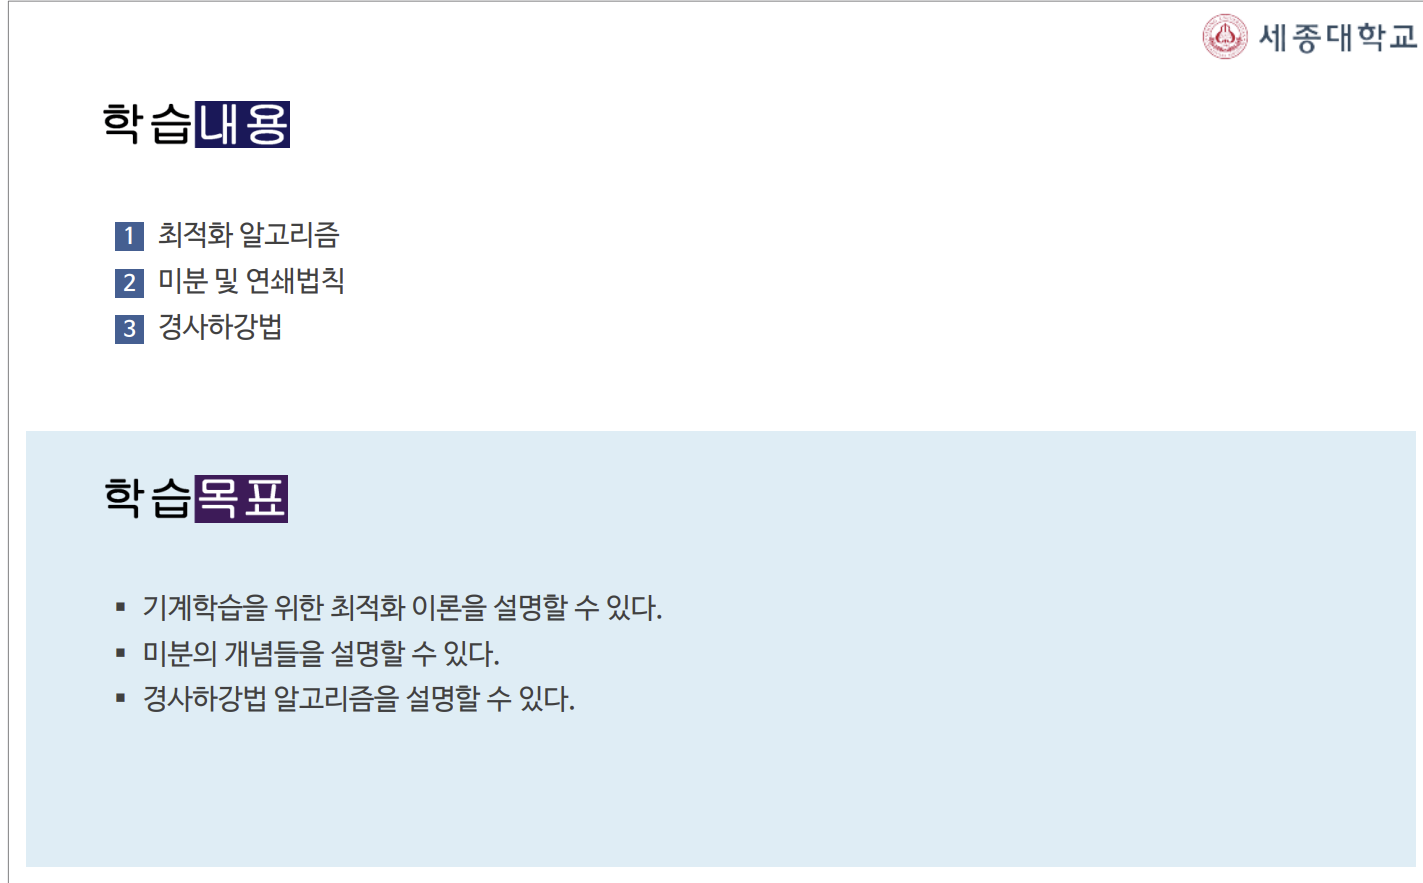 세종대학교
학습내용
1 최적화 알고리즘
2 미분 및 연쇄법칙
3 경사하강법
학습목표
▪ 기계학습을 위한 최적화 이론을 설명할 수 있다.
▪ 미분의 개념들을 설명할 수 있다.
▪ 경사하강법 알고리즘을 설명할 수 있다.